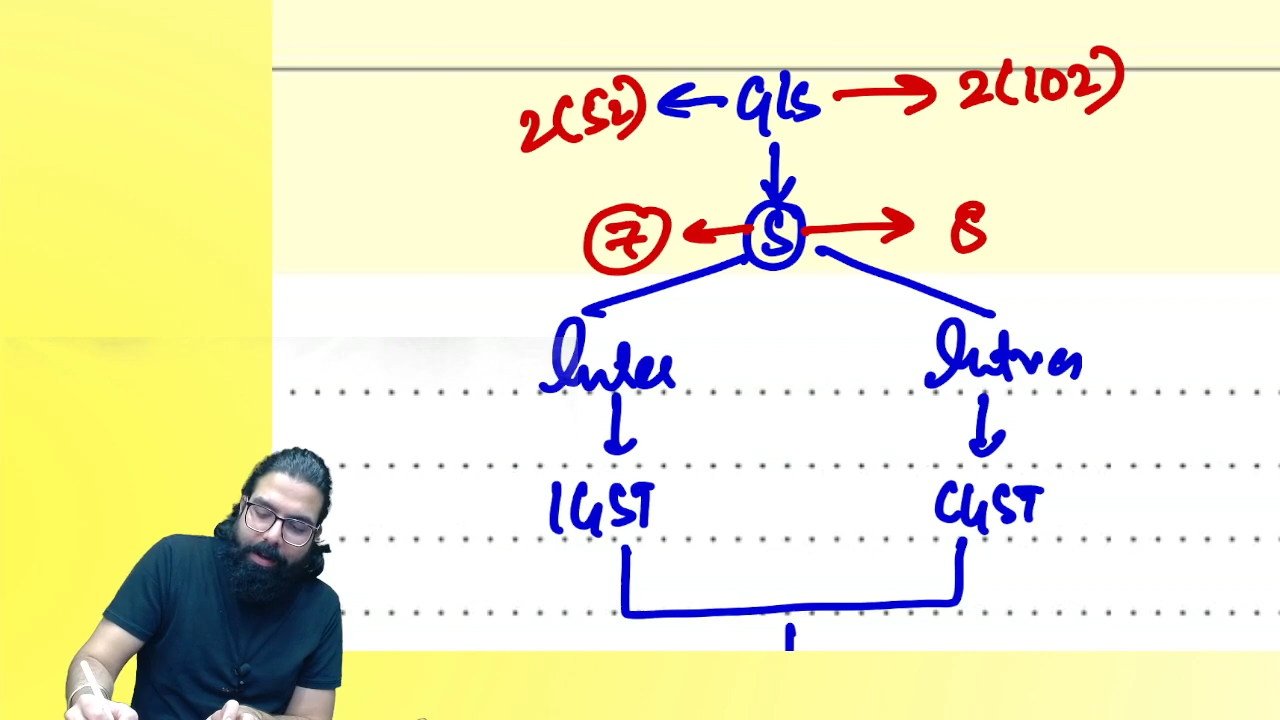 2(52) ← G/S → 2(102)
7 ← S → 8
Inter Intra
IGST CGST